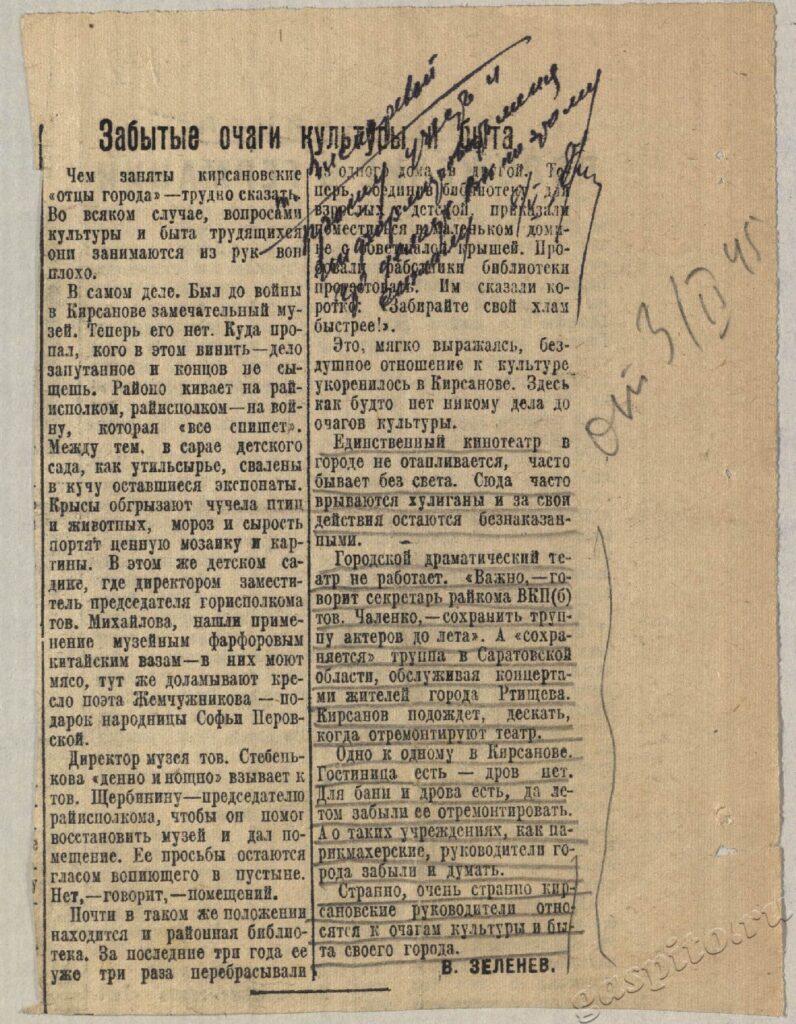 Забытые очаги культуры и быта
Чем заняты кирсановские
«отцы города»—трудно сказать.
Во всяком случае, вопросами
культуры и быта трудящихся
они занимаются из рук вон
плохо.
В самом деле. Был до войны
в Кирсанове замечательный му-
зей. Теперь его нет. Куда про-
пал, кого в этом винить—дело
запутанное и концов не сы-
щешь. Районо кивает на рай-
исполком, райисполком—на вой-
ну, которая «все спишет».
Между тем, в сарае детского
сада, как утильсырье, свалены
в кучу оставшиеся экспонаты.
Крысы обгрызают чучела птиц
и животных, мороз и сырость
портят ценную мозаику и кар-
тины. В этом же детском са-
дике, где директором замести-
тель председателя горисполкома
тов. Михайлова, нашли приме-
нение музейным фарфоровым
китайским вазам—в них моют
мясо, тут же доламывают кре-
сло поэта Жемчужникова — по-
дарок народницы Софьи Перов-
ской.
Директор музея тов. Стебень-
кова «денно и нощно» взывает к
тов. Щербинину—председателю
райисполкома, чтобы он помог
восстановить музей и дал по-
мещение. Ее просьбы остаются
гласом вопиющего в пустыне.
Нет,—говорит,—помещений.
Почти в таком же положении
находится и районная библио-
тека. За последние три года ее
уже три раза перебрасывали
из одного дома в другой. Те-
перь, объединив библиотеку для
взрослых с детской, приказали
поместиться в маленьком доми-
ке с обветшалой крышей. Про-
бовали работники библиотеки
протестовать. Им сказали ко-
ротко: «Забирайте свой хлам
быстрее!».
Это, мягко выражаясь, без-
душное отношение к культуре
укоренилось в Кирсанове. Здесь
как будто нет никому дела до
очагов культуры.
Единственный кинотеатр в
городе не отапливается, часто
бывает без света. Сюда часто
врываются хулиганы и за свои
действия остаются безнаказан-
ными.
Городской драматический те-
атр не работает. «Важно,—го-
ворит секретарь райкома ВКП(б)
тов. Чаленко,—сохранить труп-
пу актеров до лета». А «сохра-
няется» труппа в Саратовской
области, обслуживая концерта-
ми жителей города Ртищева.
Кирсанов подождет, дескать,
когда отремонтируют театр.
Одно к одному в Кирсанове.
Гостиница есть — дров нет.
Для бани и дрова есть, да ле-
том забыли ее отремонтировать.
А о таких учреждениях, как па-
рикмахерские, руководители го-
рода забыли и думать.
Странно, очень странно кир-
сановские руководители отно-
сятся к очагам культуры и бы-
та своего города.
В. ЗЕЛЕНЕВ.
от 3/II 45
gaspito.ru